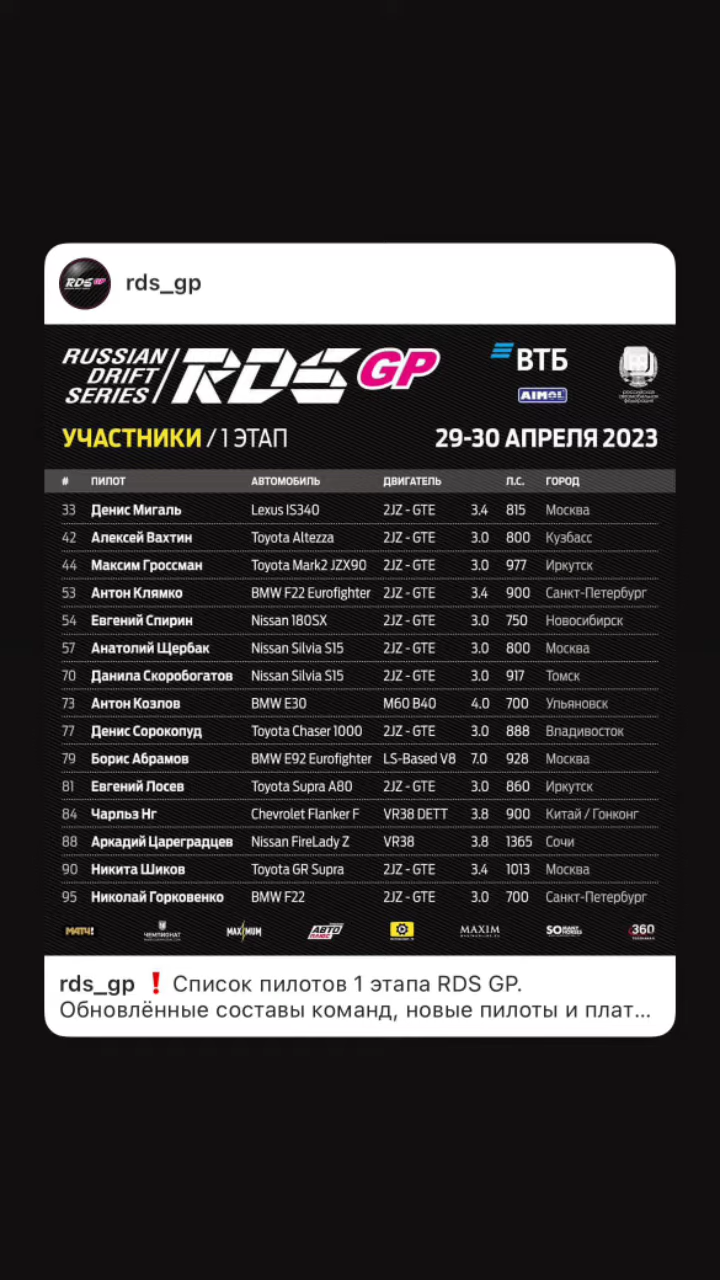 rds_gp
RUSSIAN DRIFT SERIES / RDS GP
ВТБ
AIMOL
УЧАСТНИКИ / 1 ЭТАП 29-30 АПРЕЛЯ 2023
# ПИЛОТ АВТОМОБИЛЬ ДВИГАТЕЛЬ Л.С. ГОРОД
33 Денис Мигаль Lexus IS340 2JZ - GTE 3.4 815 Москва
42 Алексей Вахтин Toyota Altezza 2JZ - GTE 3.0 800 Кузбасс
44 Максим Гроссман Toyota Mark2 JZX90 2JZ - GTE 3.0 977 Иркутск
53 Антон Клямко BMW F22 Eurofighter 2JZ - GTE 3.4 900 Санкт-Петербург
54 Евгений Спирин Nissan 180SX 2JZ - GTE 3.0 750 Новосибирск
57 Анатолий Щербак Nissan Silvia S15 2JZ - GTE 3.0 800 Москва
70 Данила Скоробогатов Nissan Silvia S15 2JZ - GTE 3.0 917 Томск
73 Антон Козлов BMW E30 M60 B40 4.0 700 Ульяновск
77 Денис Сорокопуд Toyota Chaser 1000 2JZ - GTE 3.0 888 Владивосток
79 Борис Абрамов BMW E92 Eurofighter LS-Based V8 7.0 928 Москва
81 Евгений Лосев Toyota Supra A80 2JZ - GTE 3.0 860 Иркутск
84 Чарльз Нг Chevrolet Flanker F VR38 DETT 3.8 900 Китай / Гонконг
88 Аркадий Цареградцев Nissan FireLady Z VR38 3.8 1365 Сочи
90 Никита Шиков Toyota GR Supra 2JZ - GTE 3.4 1013 Москва
95 Николай Горковенко BMW F22 2JZ - GTE 3.0 700 Санкт-Петербург
МАТЧ! ЧЕМПИОНАТ MAXIMUM АВТО ПЛЮС MAXIM 360
rds_gp ❗ Список пилотов 1 этапа RDS GP.
Обновлённые составы команд, новые пилоты и плат...